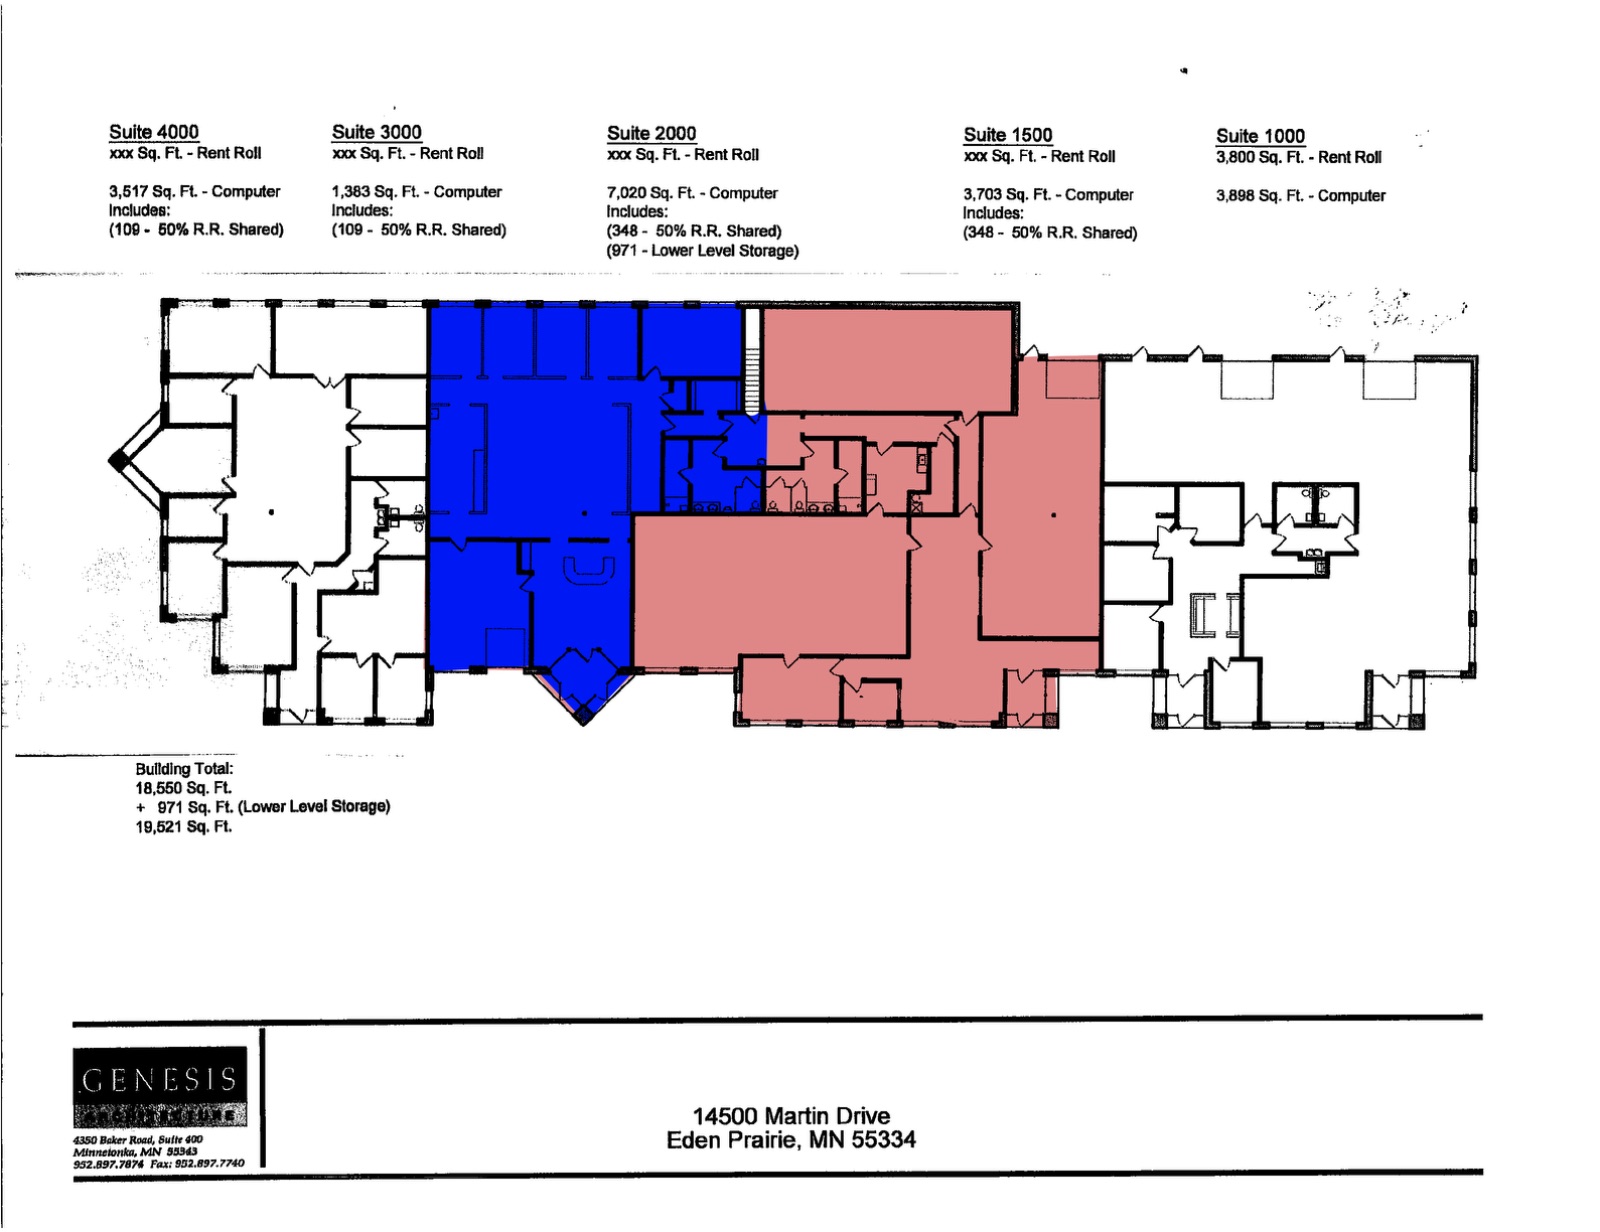 Suite 4000
xxx Sq. Ft. - Rent Roll
3,517 Sq. Ft. - Computer
Includes:
(109 - 50% R.R. Shared)
Suite 3000
xxx Sq. Ft. - Rent Roll
1,383 Sq. Ft. - Computer
Includes:
(109 - 50% R.R. Shared)
Suite 2000
xxx Sq. Ft. - Rent Roll
7,020 Sq. Ft. - Computer
Includes:
(348 - 50% R.R. Shared)
(971 - Lower Level Storage)
Suite 1500
xxx Sq. Ft. - Rent Roll
3,703 Sq. Ft. - Computer
Includes:
(348 - 50% R.R. Shared)
Suite 1000
3,800 Sq. Ft. - Rent Roll
3,898 Sq. Ft. - Computer
Building Total:
18,550 Sq. Ft.
+ 971 Sq. Ft. (Lower Level Storage)
19,521 Sq. Ft.
GENESIS
ARCHITECTURE
4350 Baker Road, Suite 400
Minnetonka, MN 55343
952.897.7874 Fax: 952.897.7740
14500 Martin Drive
Eden Prairie, MN 55334